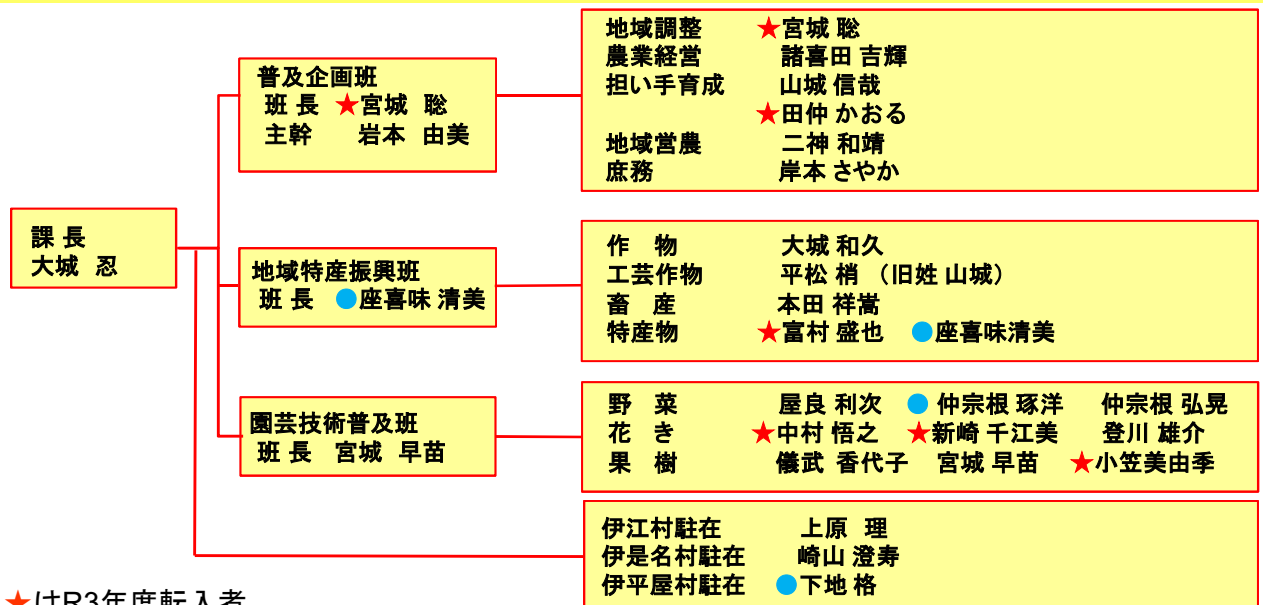 課 長
大城 忍
普及企画班
班 長 ★宮城 聡
主幹 岩本 由美
地域調整 ★宮城 聡
農業経営 諸喜田 吉輝
担い手育成 山城 信哉
★田仲 かおる
地域営農 二神 和靖
庶務 岸本 さやか
地域特産振興班
班 長 ●座喜味 清美
作 物 大城 和久
工芸作物 平松 梢 （旧姓 山城）
畜 産 本田 祥嵩
特産物 ★富村 盛也 ●座喜味清美
園芸技術普及班
班 長 宮城 早苗
野 菜 屋良 利次 ●仲宗根 琢洋 仲宗根 弘晃
花 き ★中村 悟之 ★新崎 千江美 登川 雄介
果 樹 儀武 香代子 宮城 早苗 ★小笠美由季
伊江村駐在 上原 理
伊是名村駐在 崎山 澄寿
伊平屋村駐在 ●下地 格
★はR3年度転入者